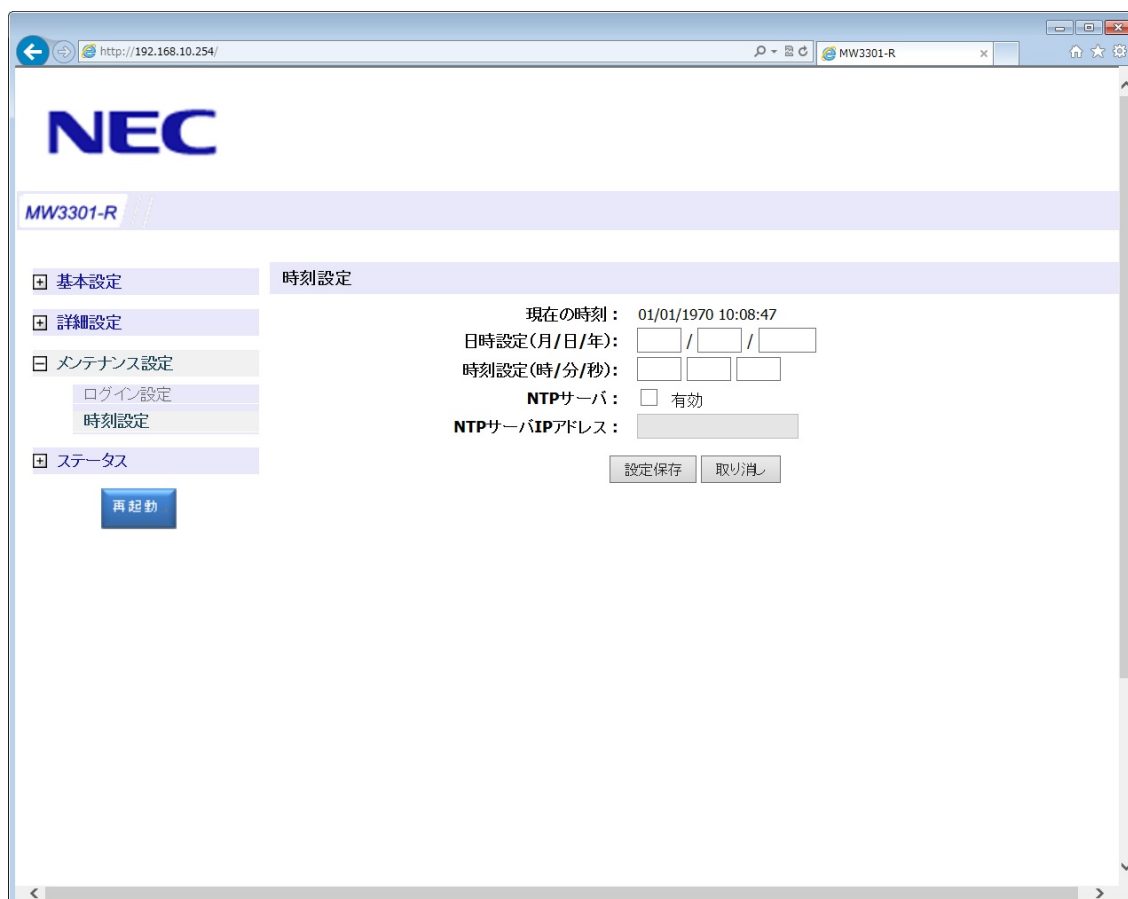 http://192.168.10.254/
MW3301-R
NEC
MW3301-R
基本設定
詳細設定
メンテナンス設定
ログイン設定
時刻設定
ステータス
再起動
時刻設定
現在の時刻： 01/01/1970 10:08:47
日時設定(月/日/年): / /
時刻設定(時/分/秒):
NTPサーバ： 有効
NTPサーバIPアドレス：
設定保存 取り消し